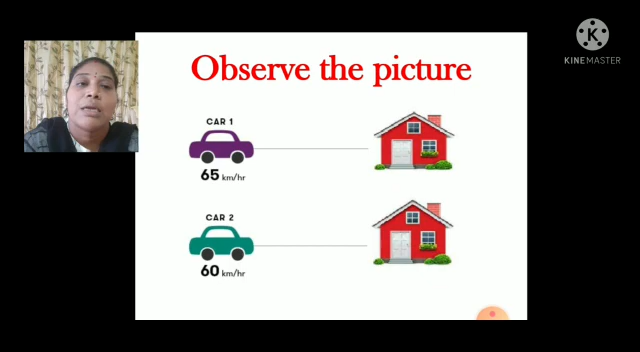 Observe the picture
K
KINEMASTER
CAR 1
65 km/hr
CAR 2
60 km/hr